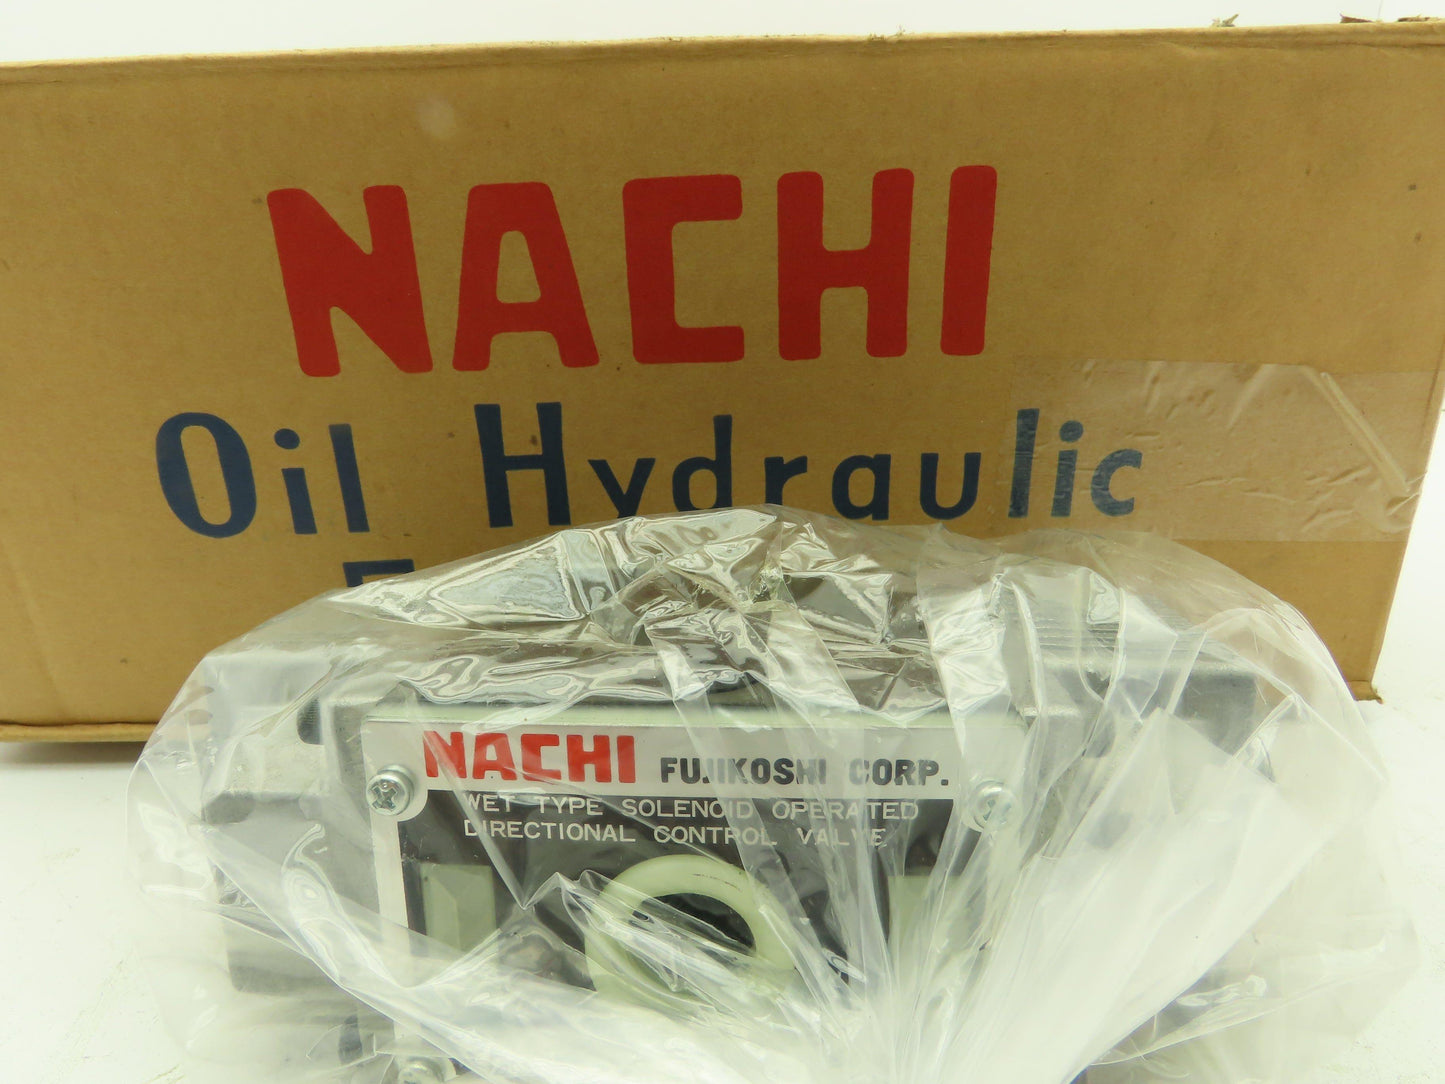 NACHI
Oil Hydraulic
NACHI FUJIKOSHI CORP.
WET TYPE SOLENOID OPERATED
DIRECTIONAL CONTROL VALVE